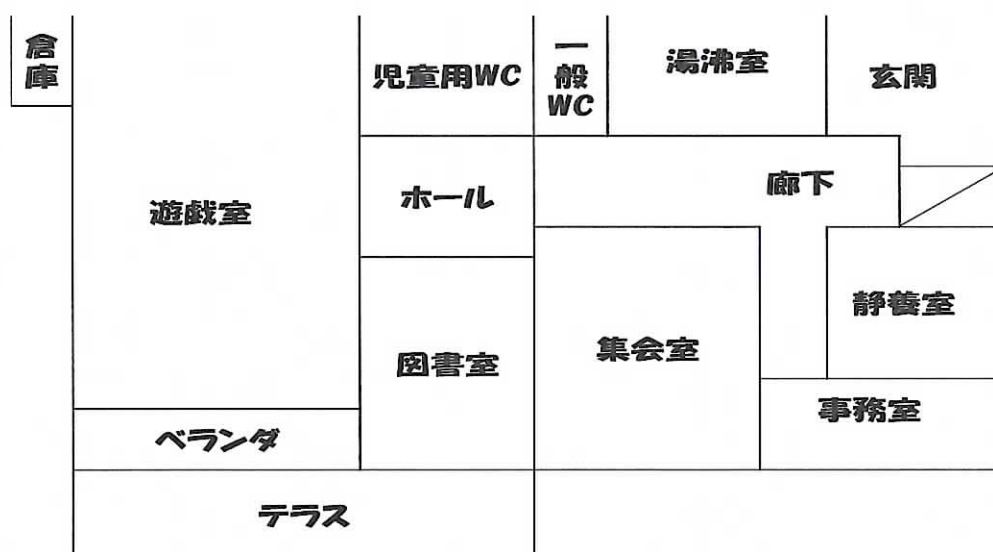 倉庫
児童用WC
一般WC
湯沸室
玄関
遊戯室
ホール
廊下
図書室
集会室
静養室
ベランダ
事務室
テラス